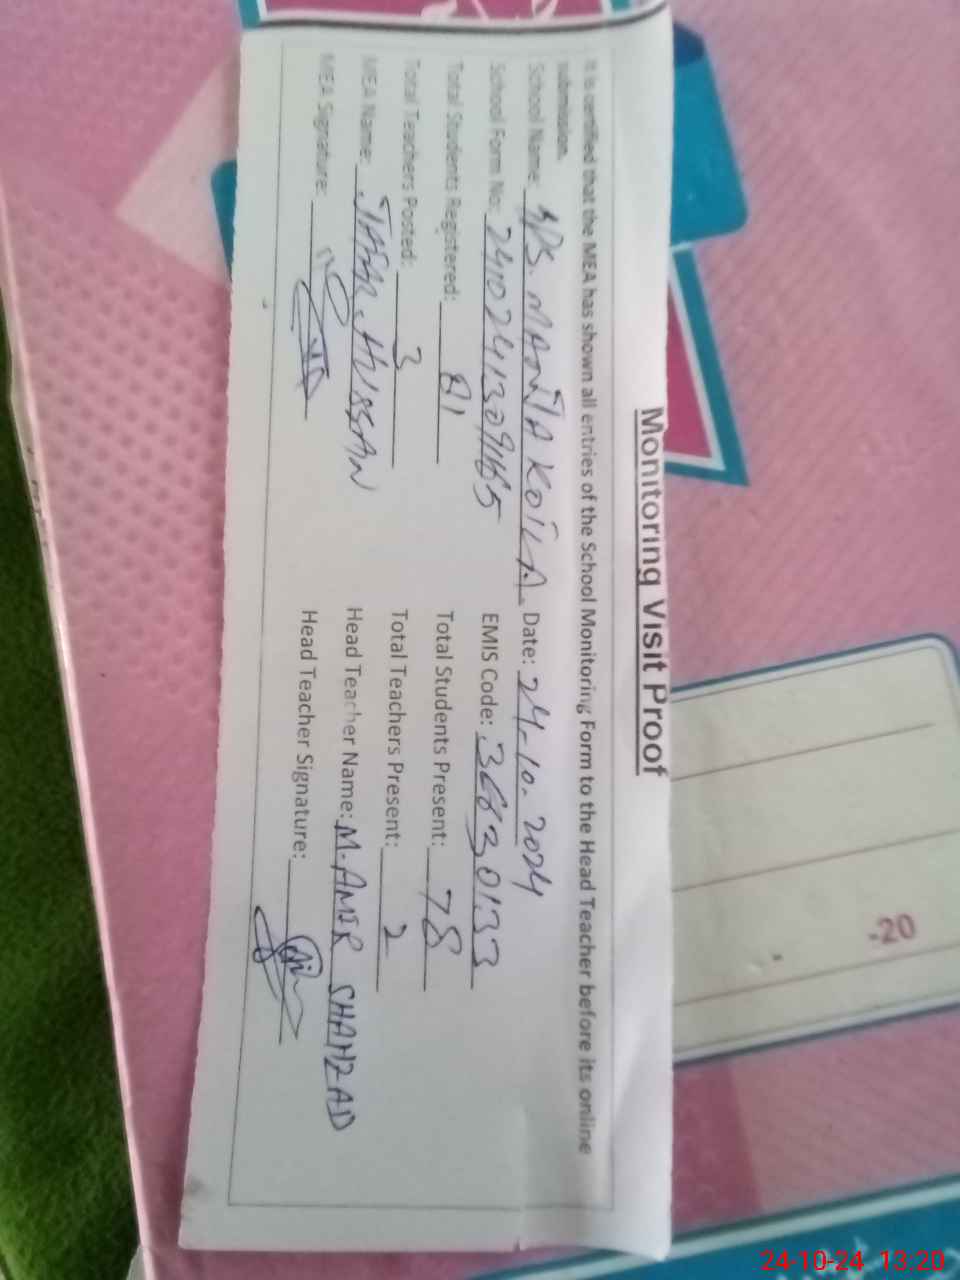 Monitoring Visit Proof
It is certified that the MEA has shown all entries of the School Monitoring Form to the Head Teacher before its online
submission.
School Name: Date: 24-10-2024
School Form No: 2410241309165 EMIS Code: 36630133
Total Students Registered: 81 Total Students Present: 78
Total Teachers Posted: 3 Total Teachers Present: 2
MEA Name: Head Teacher Name: M. AMIR SHAHZAD
MEA Signature: Head Teacher Signature:
-20
24-10-24 13:20